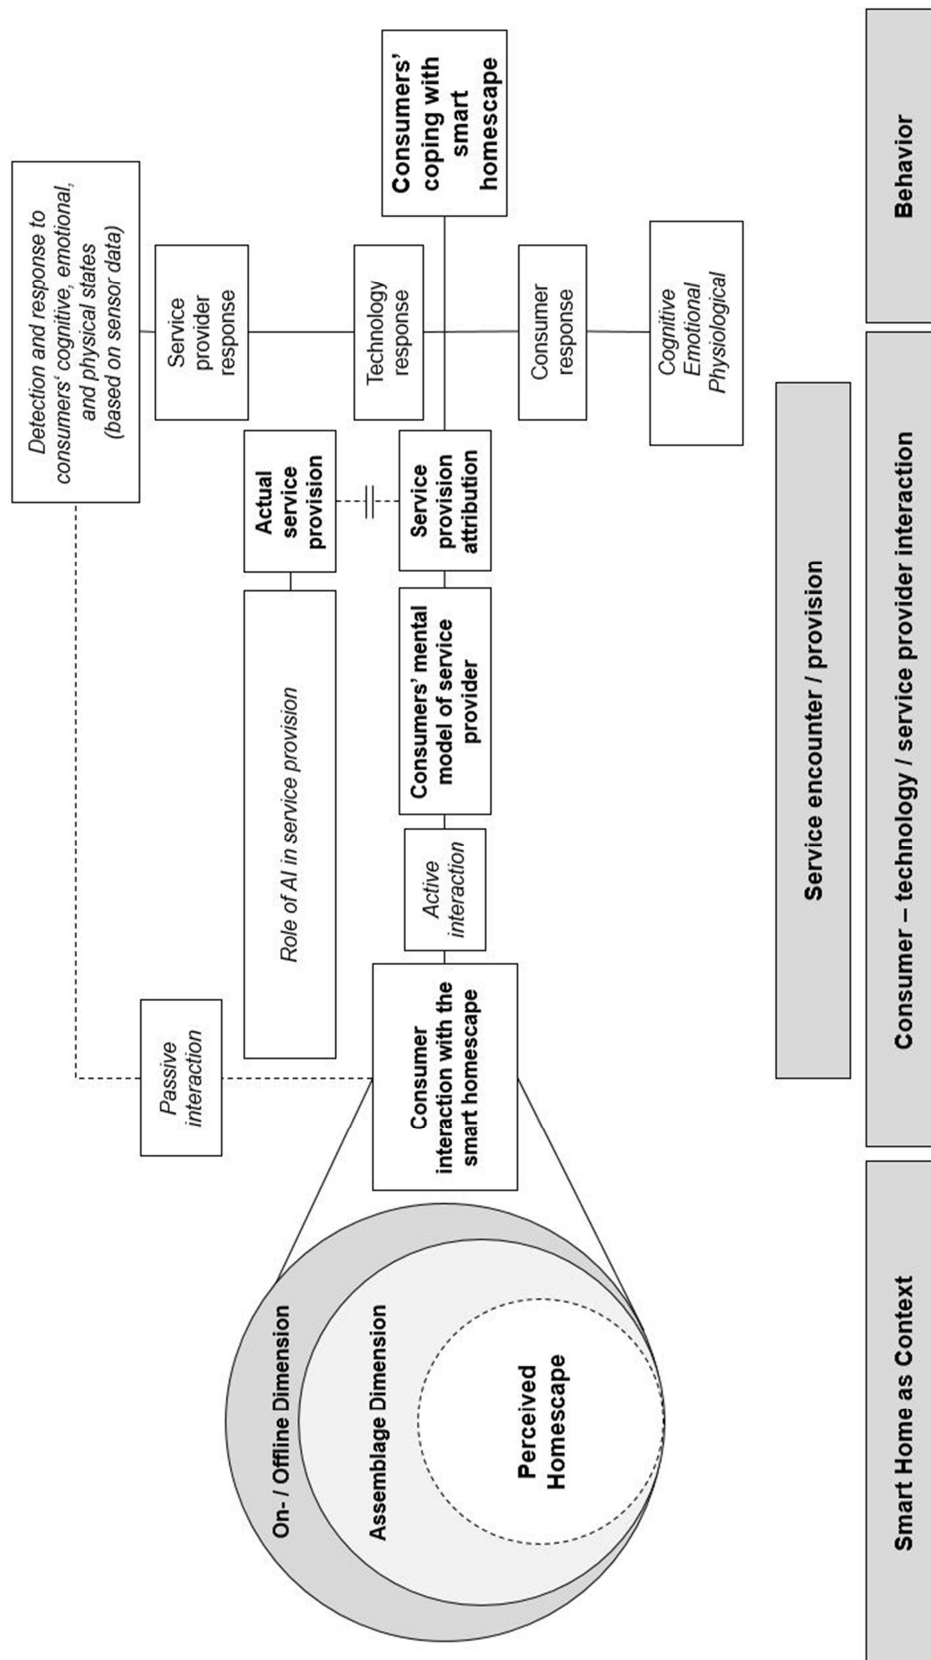 On- / Offline Dimension
Assemblage Dimension
Perceived
Homescape
Consumer
interaction with the
smart homescape
Passive
interaction
Active
interaction
Role of AI in service provision
Consumers’ mental
model of service
provider
Actual
service
provision
Service
provision
attribution
Detection and response to
consumers‘ cognitive, emotional,
and physical states
(based on sensor data)
Service
provider
response
Technology
response
Consumer
response
Cognitive
Emotional
Physiological
Consumers’
coping with
smart
homescape
Service encounter / provision
Smart Home as Context
Consumer – technology / service provider interaction
Behavior